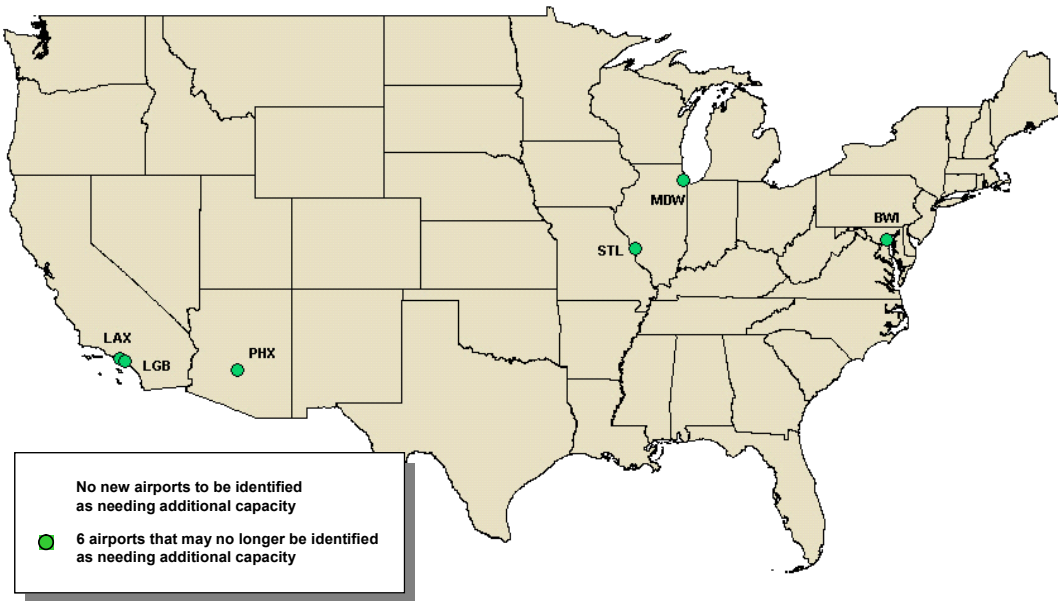 MDW
BWI
STL
LAX
LGB
PHX
No new airports to be identified
as needing additional capacity
6 airports that may no longer be identified
as needing additional capacity